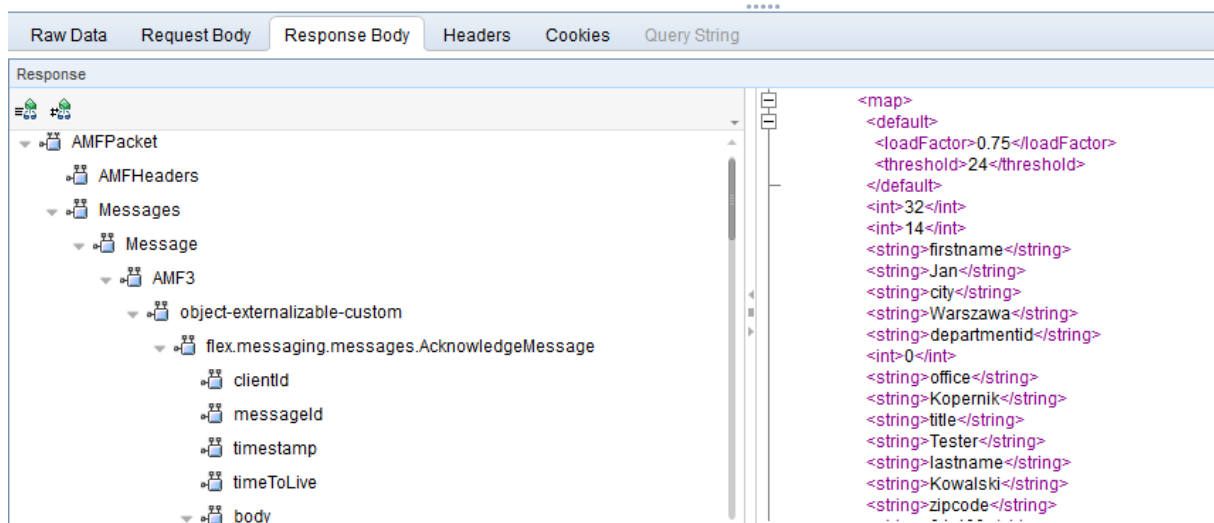 Raw Data Request Body Response Body Headers Cookies Query String
Response
AMFPacket
AMFHeaders
Messages
Message
AMF3
object-externalizable-custom
flex.messaging.messages.AcknowledgeMessage
clientId
messageId
timestamp
timeToLive
body
<map>
<default>
<loadFactor>0.75</loadFactor>
<threshold>24</threshold>
</default>
<int>32</int>
<int>14</int>
<string>firstname</string>
<string>Jan</string>
<string>city</string>
<string>Warszawa</string>
<string>departmentid</string>
<int>0</int>
<string>office</string>
<string>Kopernik</string>
<string>title</string>
<string>Tester</string>
<string>lastname</string>
<string>Kowalski</string>
<string>zipcode</string>